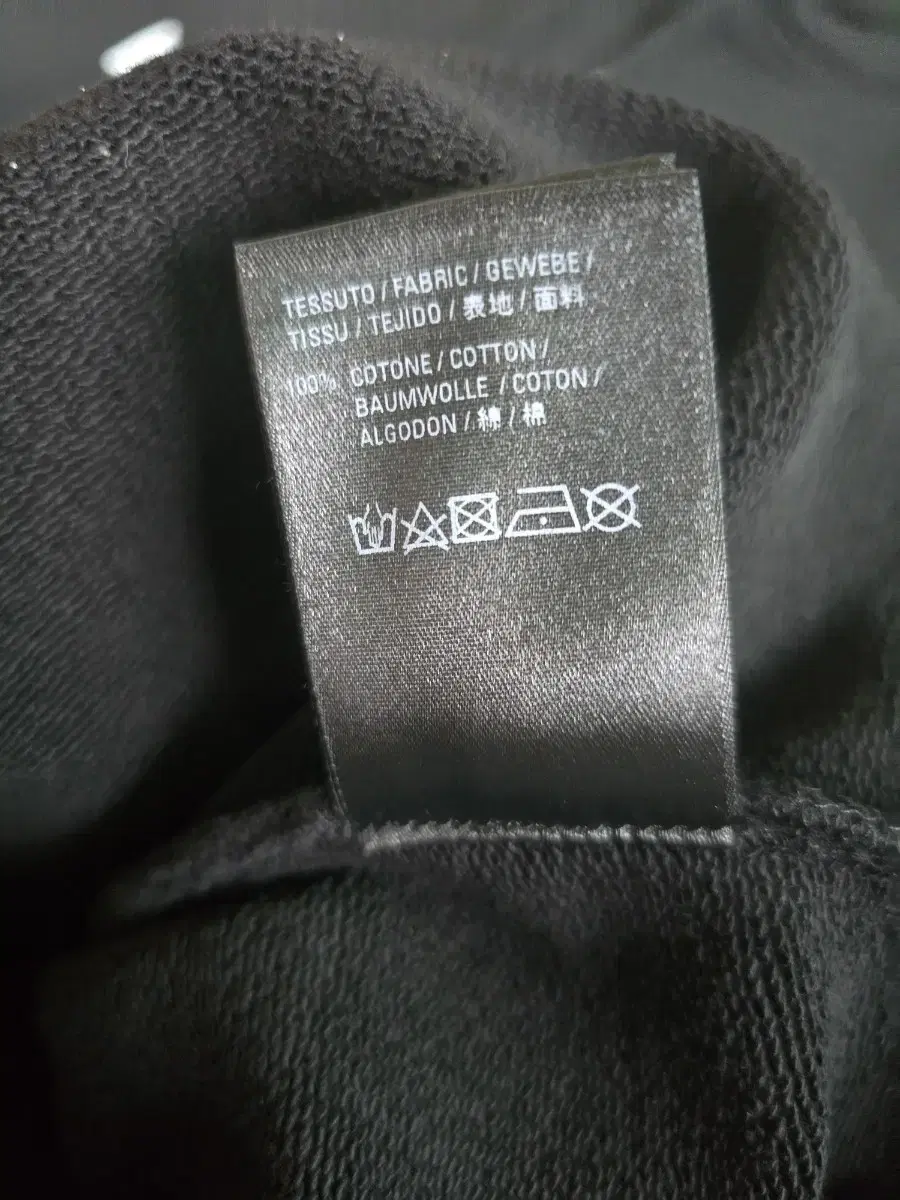 TESSUTO / FABRIC / GEWEBE /
TISSU / TEJIDO / 表地 / 面料
100% COTONE / COTTON /
BAUMWOLLE / COTON /
ALGODON / 綿 / 棉